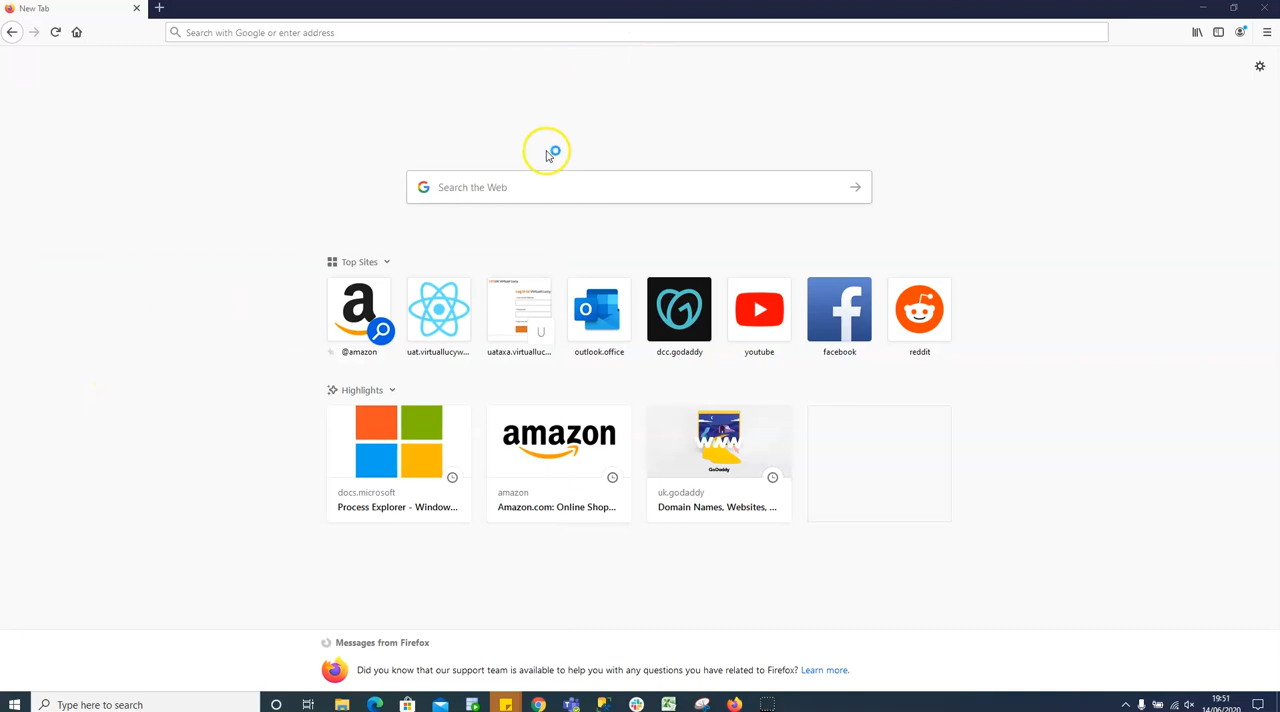 New Tab
Search with Google or enter address
Search the Web
Top Sites
a
U
@amazon
uat.virtuallucyw...
uataxa.virtualluc...
outlook.office
dcc.godaddy
youtube
facebook
reddit
Highlights
amazon
www
GoDaddy
docs.microsoft
Process Explorer - Window...
amazon
Amazon.com: Online Shop...
uk.godaddy
Domain Names, Websites, ...
Messages from Firefox
Did you know that our support team is available to help you with any questions you have related to Firefox? Learn more.
Type here to search
19:51
14/06/2020